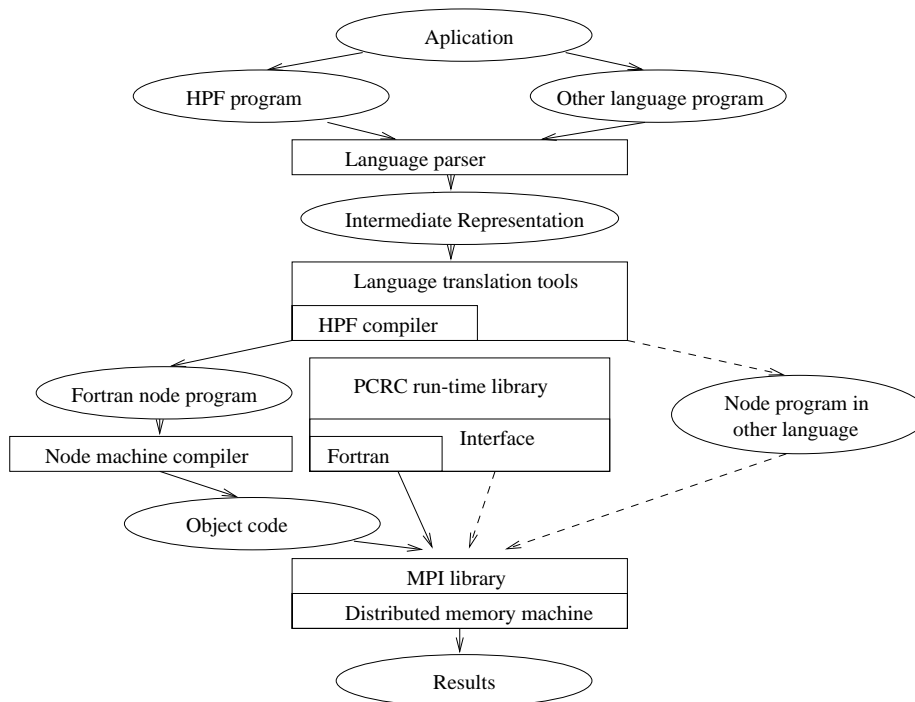 Aplication
HPF program
Other language program
Language parser
Intermediate Representation
Language translation tools
HPF compiler
PCRC run-time library
Fortran node program
Node program in
other language
Interface
Fortran
Node machine compiler
Object code
MPI library
Distributed memory machine
Results